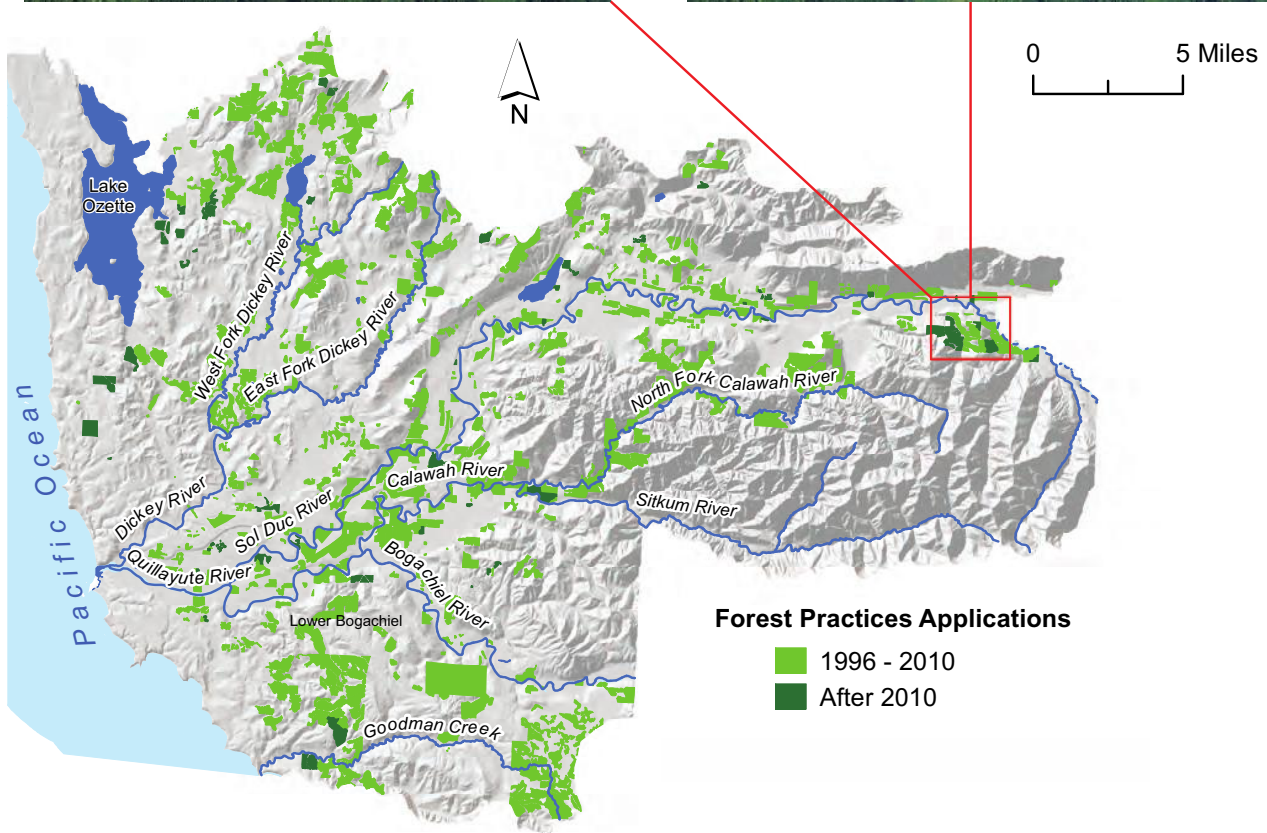 0 5 Miles
N
Lake
Ozette
West Fork Dickey River
East Fork Dickey River
North Fork Calawah River
Calawah River
Sitkum River
Dickey River
Sol Duc River
Quillayute River
Bogachiel River
Pacific Ocean
Lower Bogachiel
Goodman Creek
Forest Practices Applications
1996 - 2010
After 2010